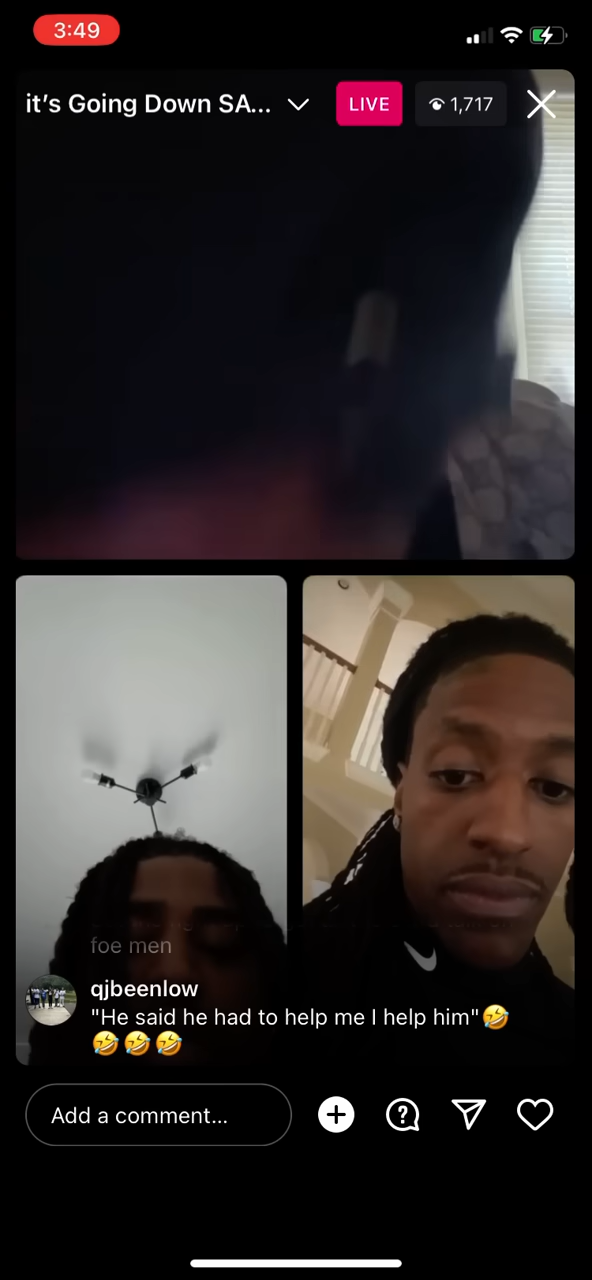 3:49
it's Going Down SA...
LIVE
1,717
foe men
qjbeenlow
"He said he had to help me I help him"🤣
🤣🤣🤣
Add a comment...